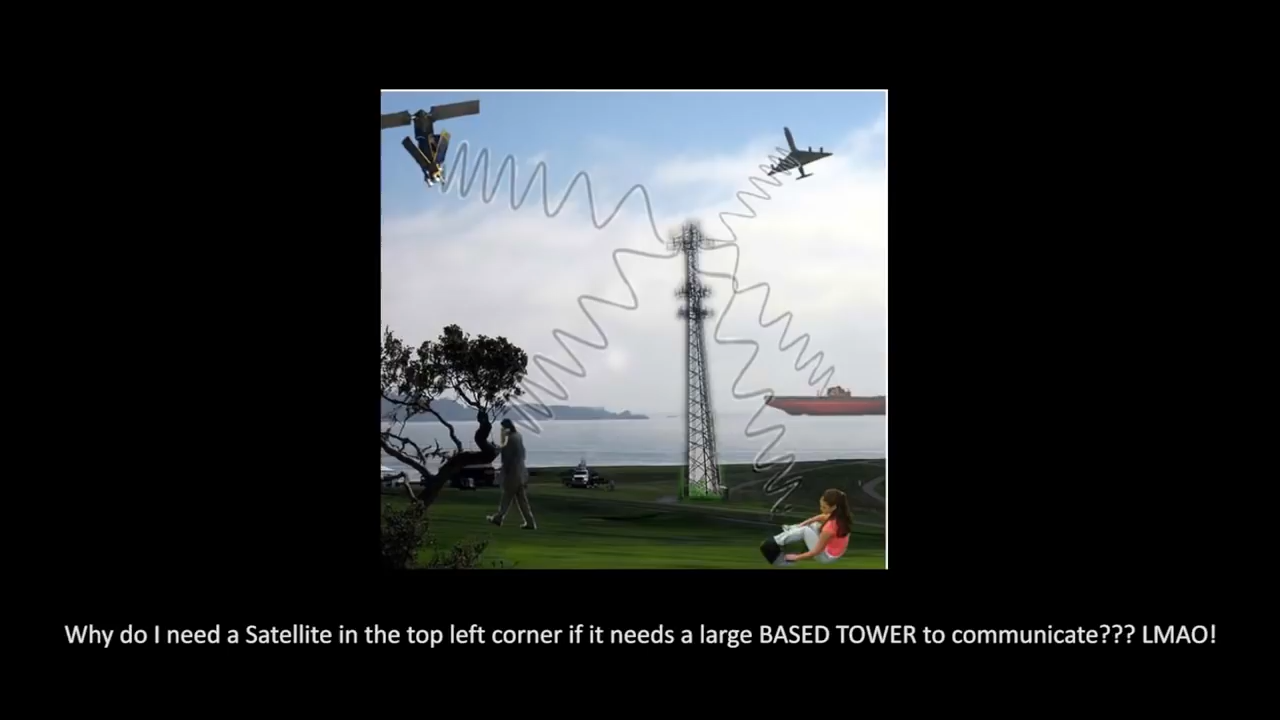 Why do I need a Satellite in the top left corner if it needs a large BASED TOWER to communicate??? LMAO!